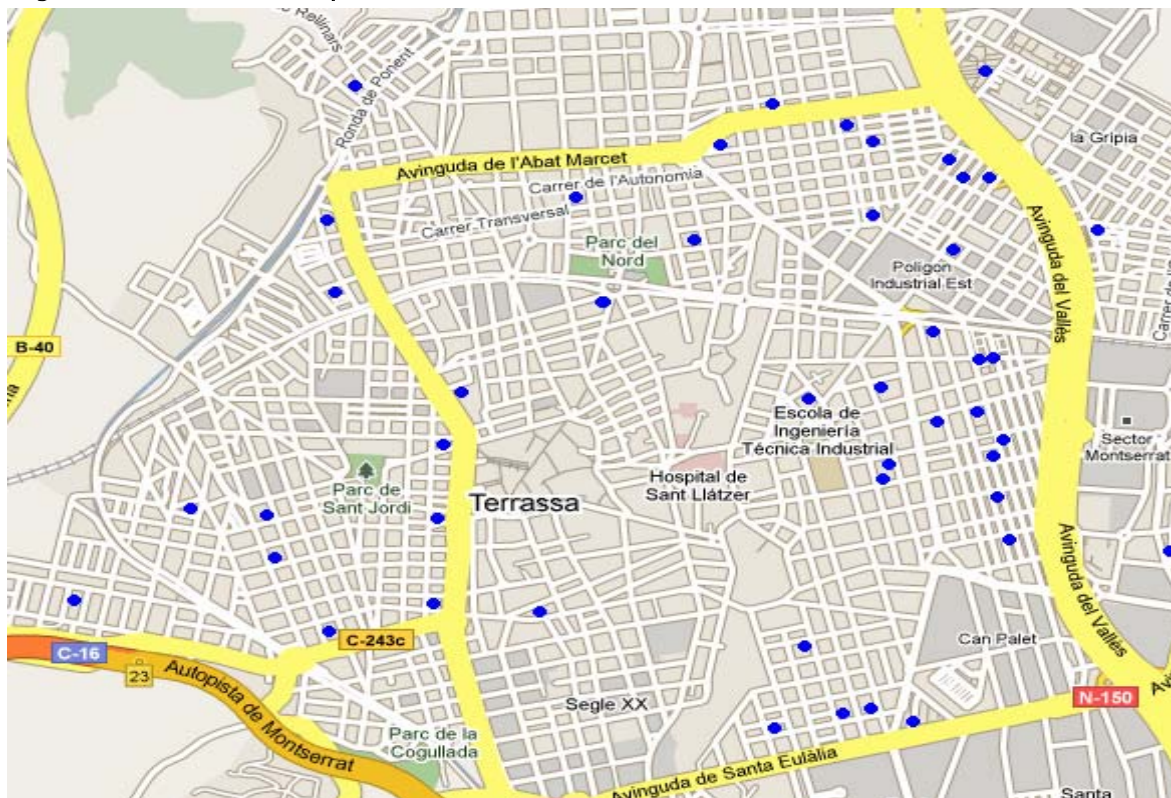 Rellinars
Ronda de Ponent
Avinguda de l'Abat Marcet
Carrer de l'Autonomia
Carrer Transversal
la Grípia
Parc del
Nord
Polígon
Industrial Est
Avinguda del Vallès
B-40
Carrer de
Escola de
Ingeniería
Técnica Industrial
Sector
Montserrat
Hospital de
Sant Llátzer
Parc de
Sant Jordi
Terrassa
Avinguda del Vallès
C-243c
C-16
23
Autopista de Montserrat
Can Palet
N-150
Segle XX
Parc de la
Cogullada
Avinguda de Santa Eulàlia
Santa